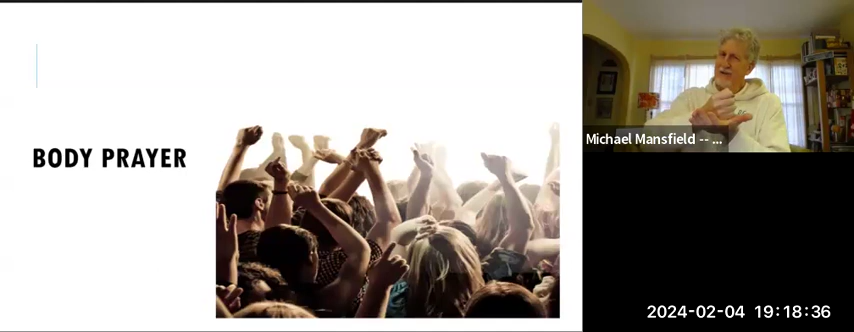 BODY PRAYER
Michael Mansfield -- ...
2024-02-04 19:18:36